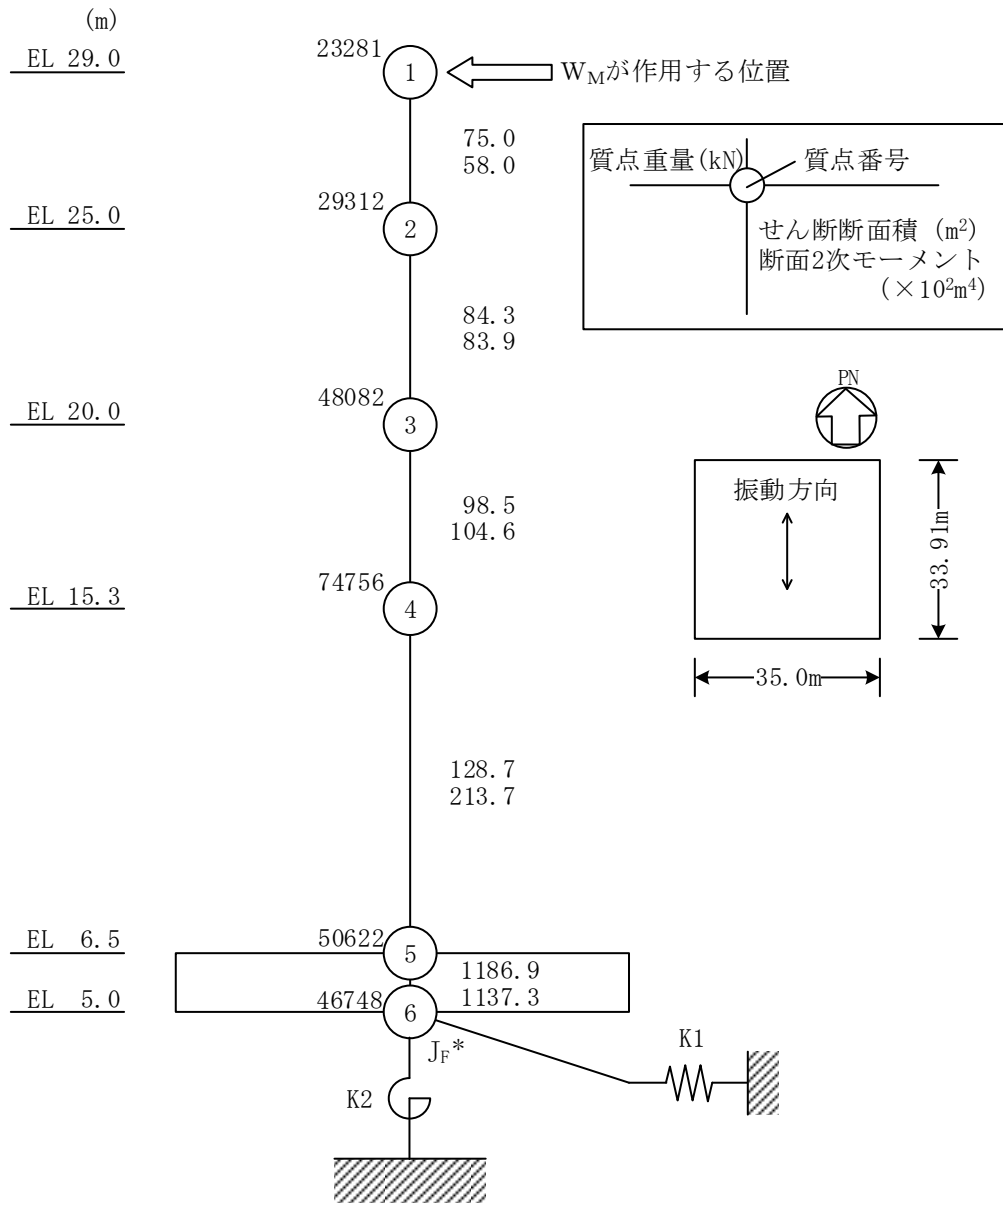 (m)
EL 29.0
23281
1
W_Mが作用する位置
75.0
58.0
質点重量(kN)
質点番号
せん断断面積 (m²)
断面2次モーメント
(×10²m⁴)
EL 25.0
29312
2
84.3
83.9
EL 20.0
48082
3
PN
振動方向
33.91m
35.0m
98.5
104.6
EL 15.3
74756
4
128.7
213.7
EL 6.5
50622
5
1186.9
1137.3
EL 5.0
46748
6
J_F*
K1
K2